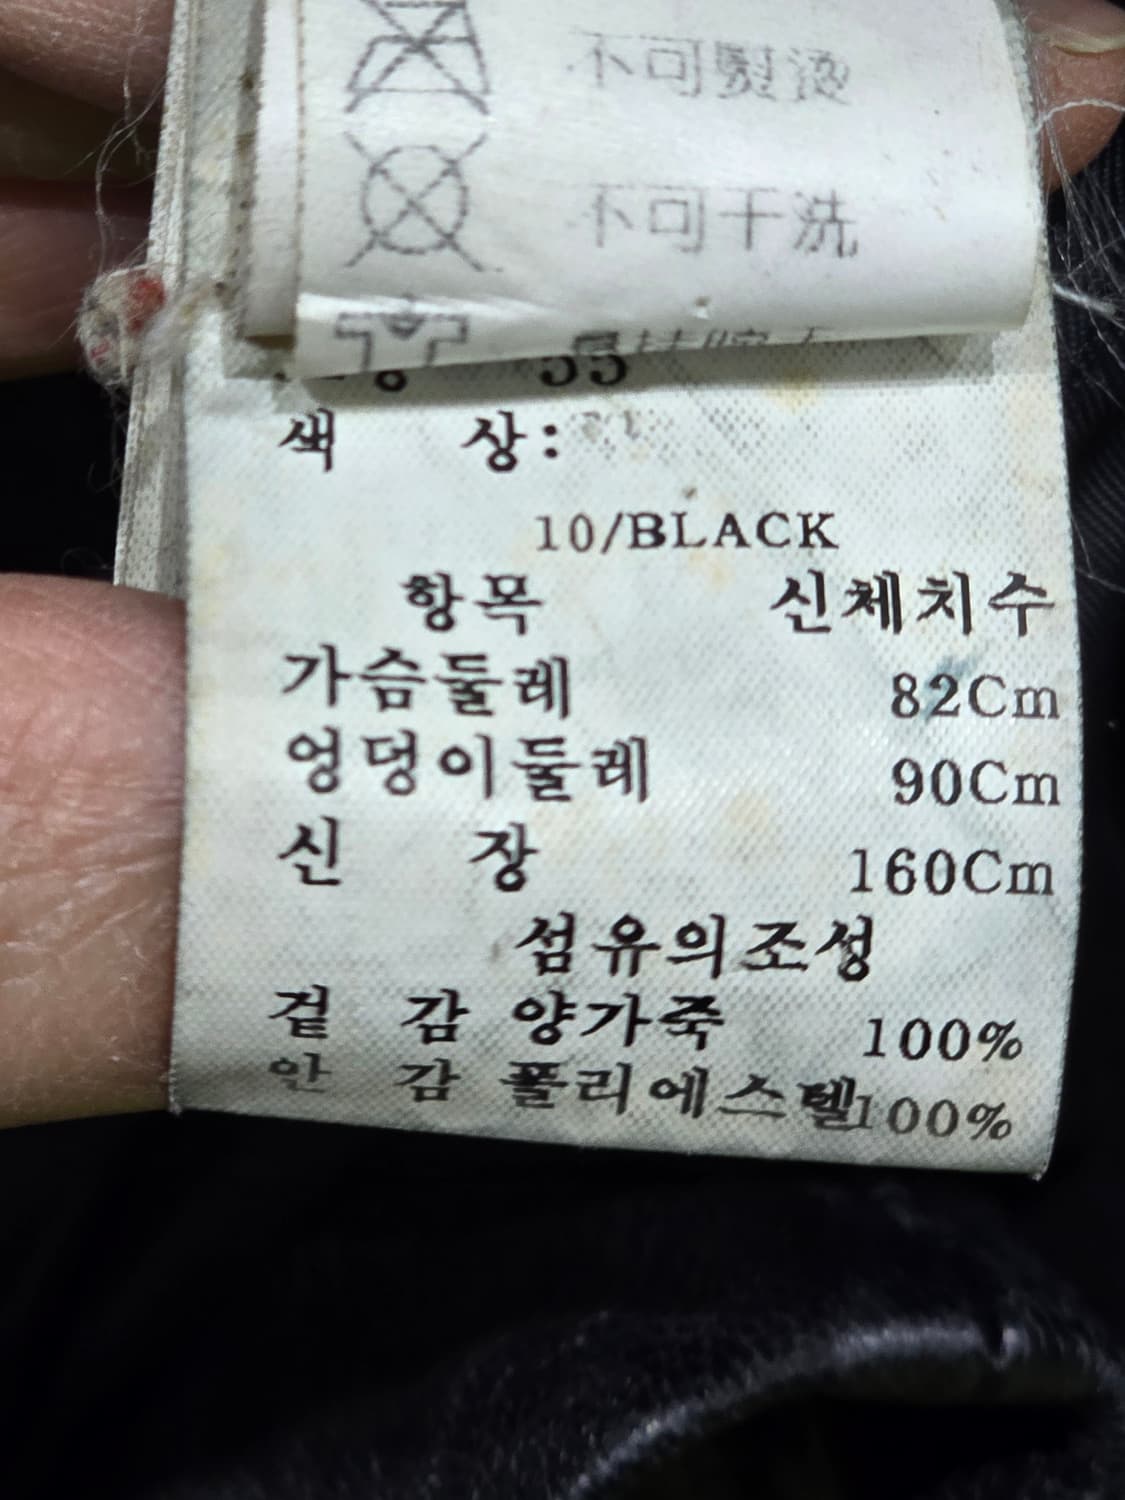 不可熨烫
不可干洗
55
색 상:
10/BLACK
항목 신체치수
가슴둘레 82Cm
엉덩이둘레 90Cm
신 장 160Cm
섬유의조성
겉 감 양가죽 100%
안 감 폴리에스텔100%